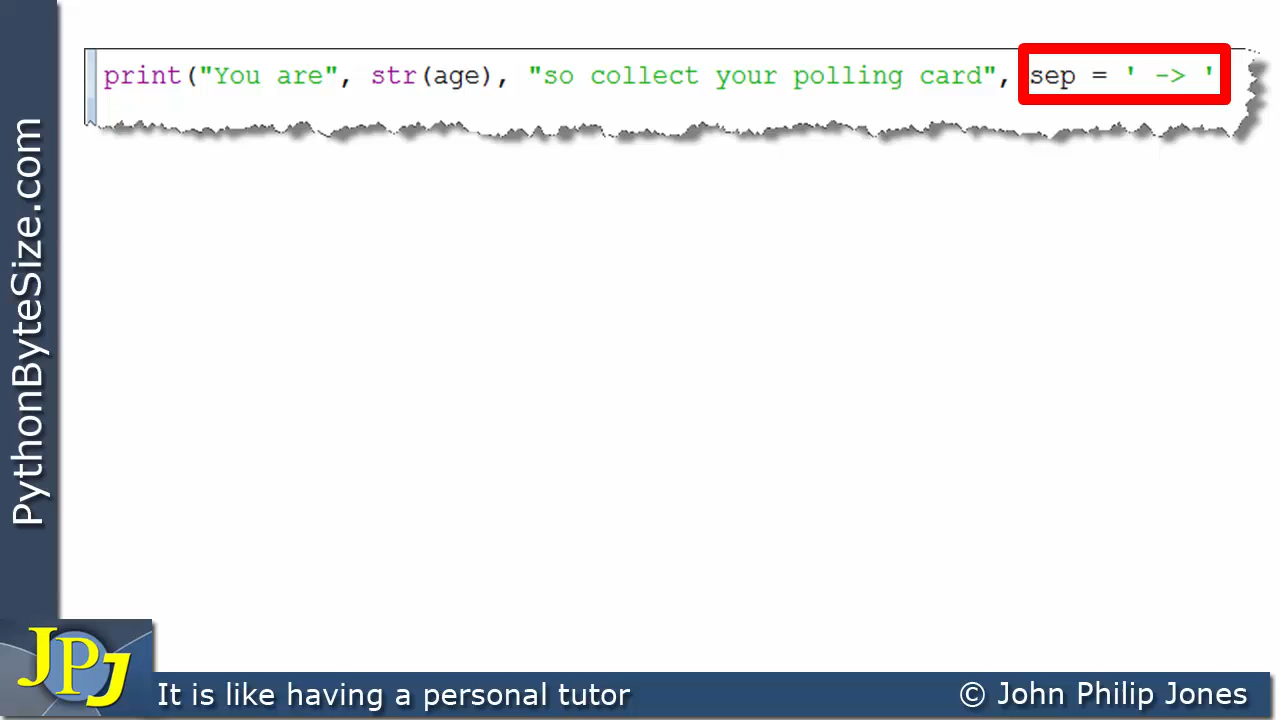 print("You are", str(age), "so collect your polling card", sep = ' -> '
PythonByteSize.com
JPJ
It is like having a personal tutor
© John Philip Jones